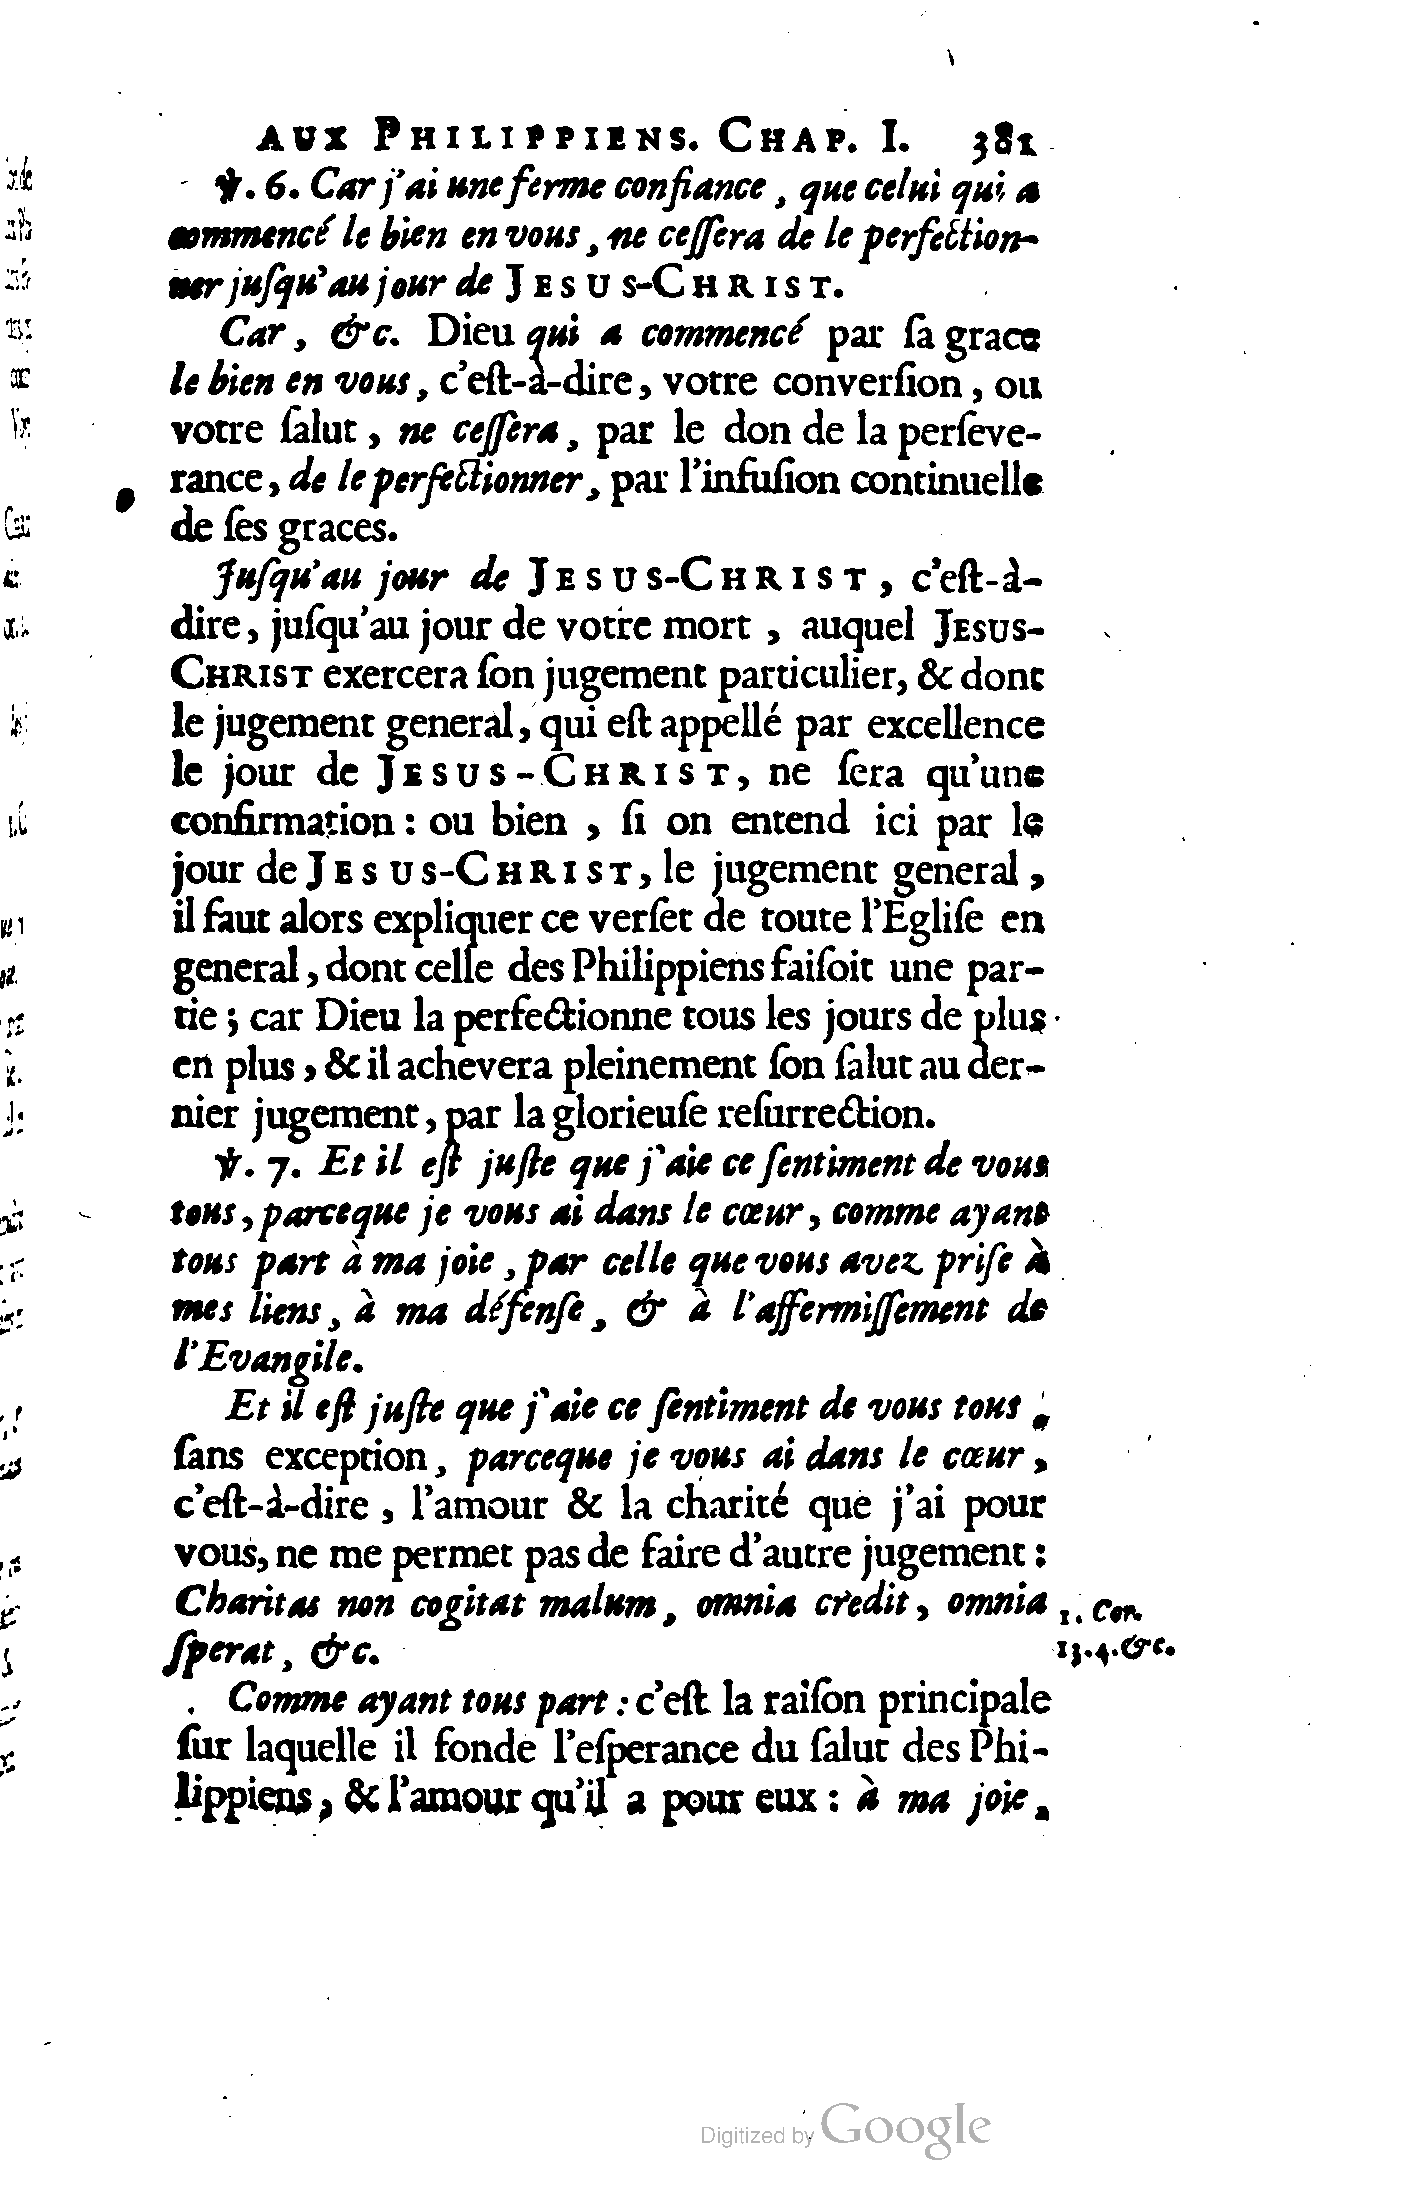 AUX PHILIPPIENS. CHAP. I. 381
℣. 6. Car j'ai une ferme confiance, que celui qui a
commencé le bien en vous, ne ceſſera de le perfection-
ner juſqu'au jour de JESUS-CHRIST.
Car, &c. Dieu qui a commencé par ſa grace
le bien en vous, c'eſt-à-dire, votre converſion, ou
votre ſalut, ne ceſſera, par le don de la perſeve-
rance, de le perfectionner, par l'infuſion continuelle
de ſes graces.
Juſqu'au jour de JESUS-CHRIST, c'eſt-à-
dire, juſqu'au jour de votre mort, auquel JESUS-
CHRIST exercera ſon jugement particulier, & dont
le jugement general, qui eſt appellé par excellence
le jour de JESUS-CHRIST, ne ſera qu'une
confirmation: ou bien, ſi on entend ici par le
jour de JESUS-CHRIST, le jugement general,
il faut alors expliquer ce verſet de toute l'Egliſe en
general, dont celle des Philippiens faiſoit une par-
tie; car Dieu la perfectionne tous les jours de plus
en plus, & il achevera pleinement ſon ſalut au der-
nier jugement, par la glorieuſe reſurrection.
℣. 7. Et il eſt juſte que j'aie ce ſentiment de vous
tous, parceque je vous ai dans le cœur, comme ayant
tous part à ma joie, par celle que vous avez priſe à
mes liens, à ma défenſe, & à l'affermiſſement de
l'Evangile.
Et il eſt juſte que j'aie ce ſentiment de vous tous,
ſans exception, parceque je vous ai dans le cœur,
c'eſt-à-dire, l'amour & la charité que j'ai pour
vous, ne me permet pas de faire d'autre jugement:
Charitas non cogitat malum, omnia credit, omnia
ſperat, &c.
1. Cor.
13.4.&c.
Comme ayant tous part: c'eſt la raiſon principale
ſur laquelle il fonde l'eſperance du ſalut des Phi-
lippiens, & l'amour qu'il a pour eux: à ma joie,
Digitized by Google